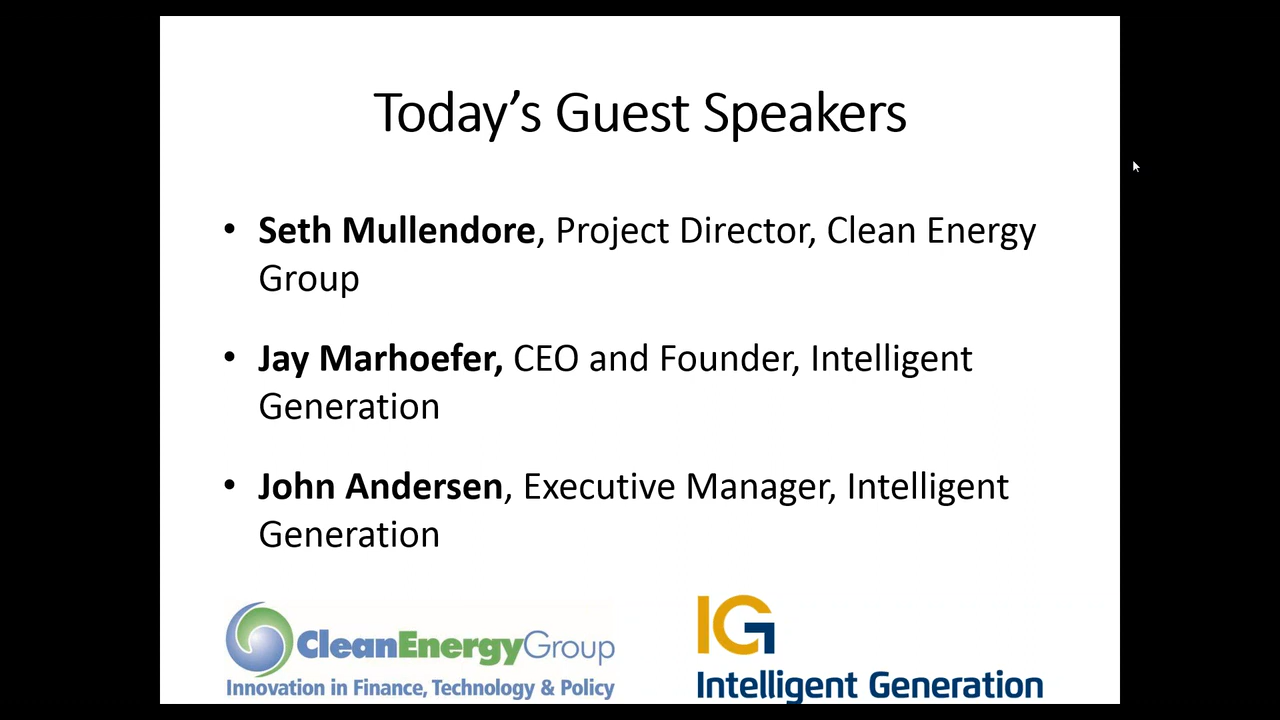 Today’s Guest Speakers
• Seth Mullendore, Project Director, Clean Energy
Group
• Jay Marhoefer, CEO and Founder, Intelligent
Generation
• John Andersen, Executive Manager, Intelligent
Generation
CleanEnergyGroup
Innovation in Finance, Technology & Policy
IG
Intelligent Generation